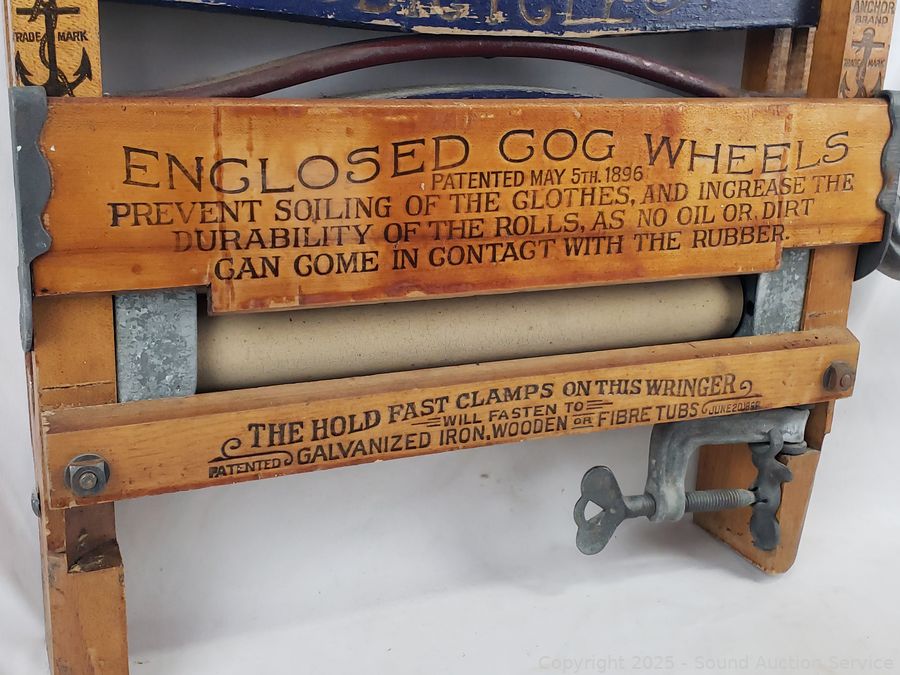 BICYCLE
TRADE MARK
ANCHOR
BRAND
TRADE MARK
ENCLOSED COG WHEELS
PATENTED MAY 5TH. 1896
PREVENT SOILING OF THE CLOTHES, AND INCREASE THE
DURABILITY OF THE ROLLS, AS NO OIL OR DIRT
CAN COME IN CONTACT WITH THE RUBBER.
THE HOLD FAST CLAMPS ON THIS WRINGER
WILL FASTEN TO
PATENTED GALVANIZED IRON, WOODEN OR FIBRE TUBS
Copyright 2025 - Sound Auction Service